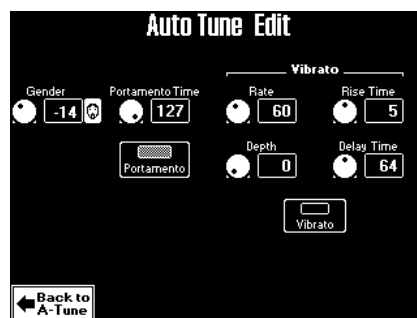 Auto Tune Edit
Vibrato
Gender
Portamento Time
Rate
Rise Time
-14
127
60
5
Portamento
Depth
Delay Time
0
64
Vibrato
Back to
A-Tune